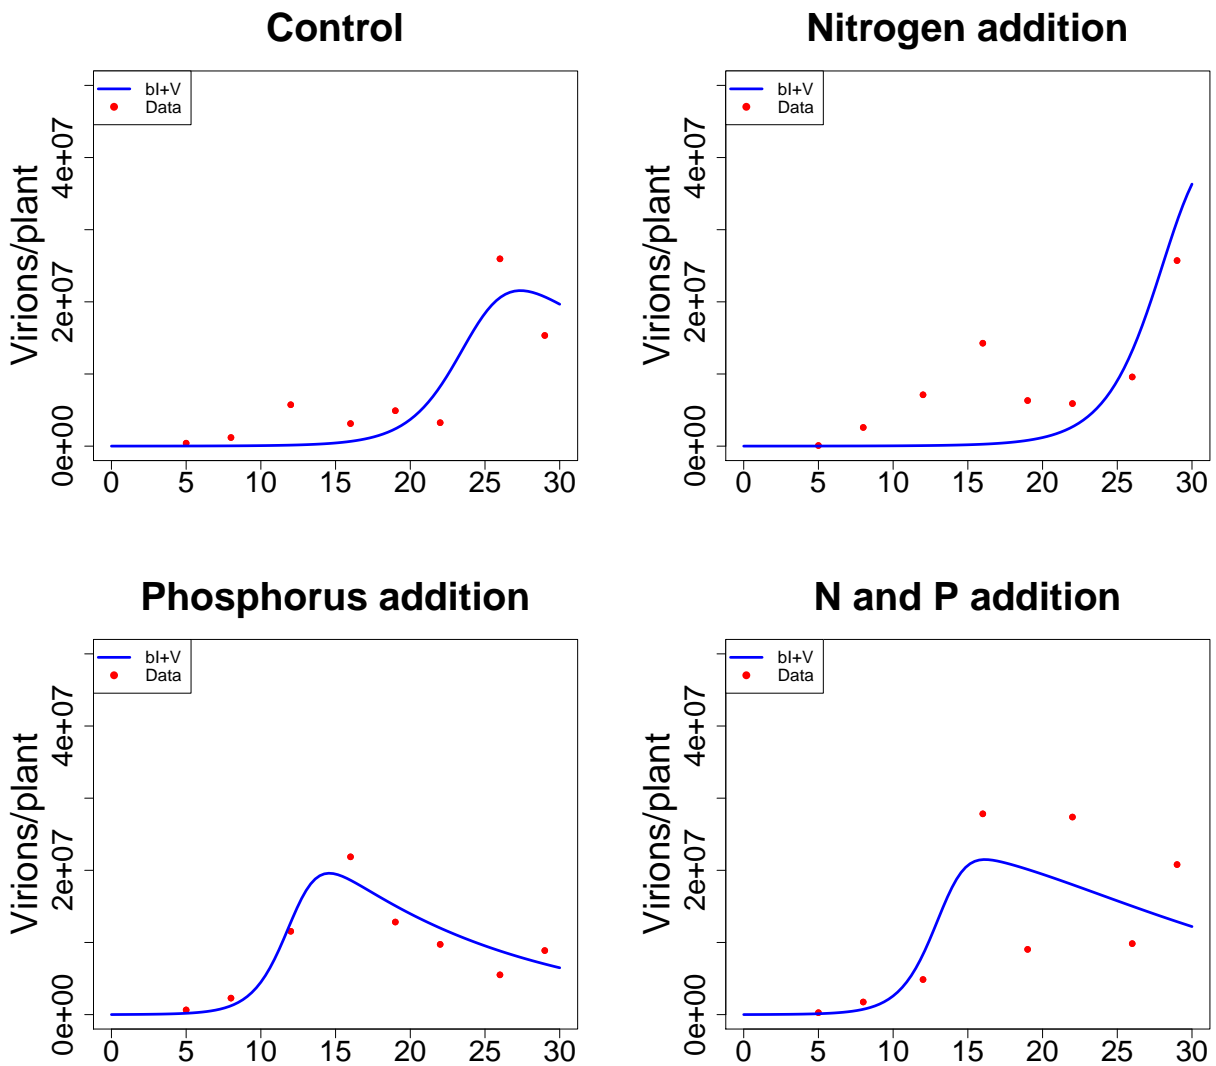 Control
bI+V
Data
Virions/plant
4e+07
2e+07
0e+00
0 5 10 15 20 25 30
Nitrogen addition
bI+V
Data
Virions/plant
4e+07
2e+07
0e+00
0 5 10 15 20 25 30
Phosphorus addition
bI+V
Data
Virions/plant
4e+07
2e+07
0e+00
0 5 10 15 20 25 30
N and P addition
bI+V
Data
Virions/plant
4e+07
2e+07
0e+00
0 5 10 15 20 25 30